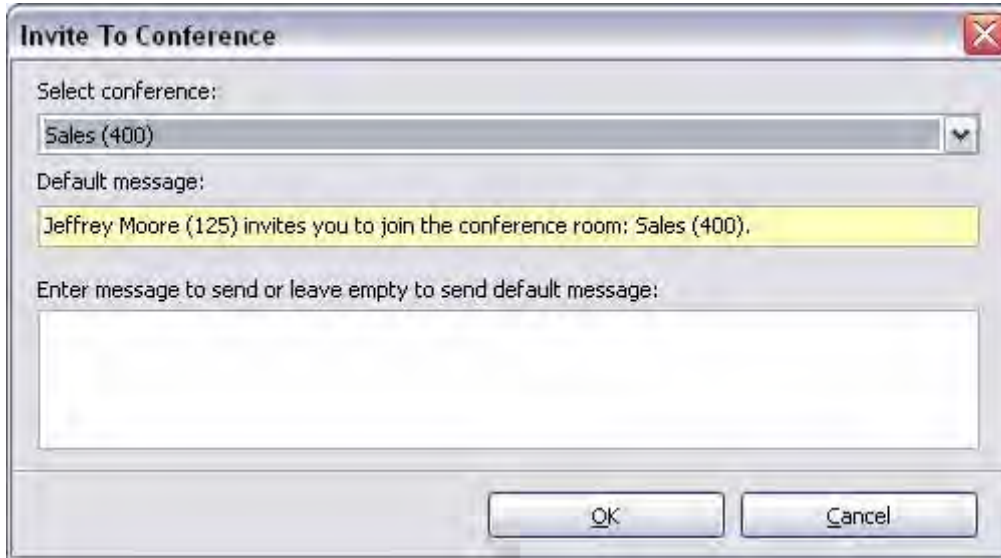 Invite To Conference
Select conference:
Sales (400)
Default message:
Jeffrey Moore (125) invites you to join the conference room: Sales (400).
Enter message to send or leave empty to send default message:
OK
Cancel